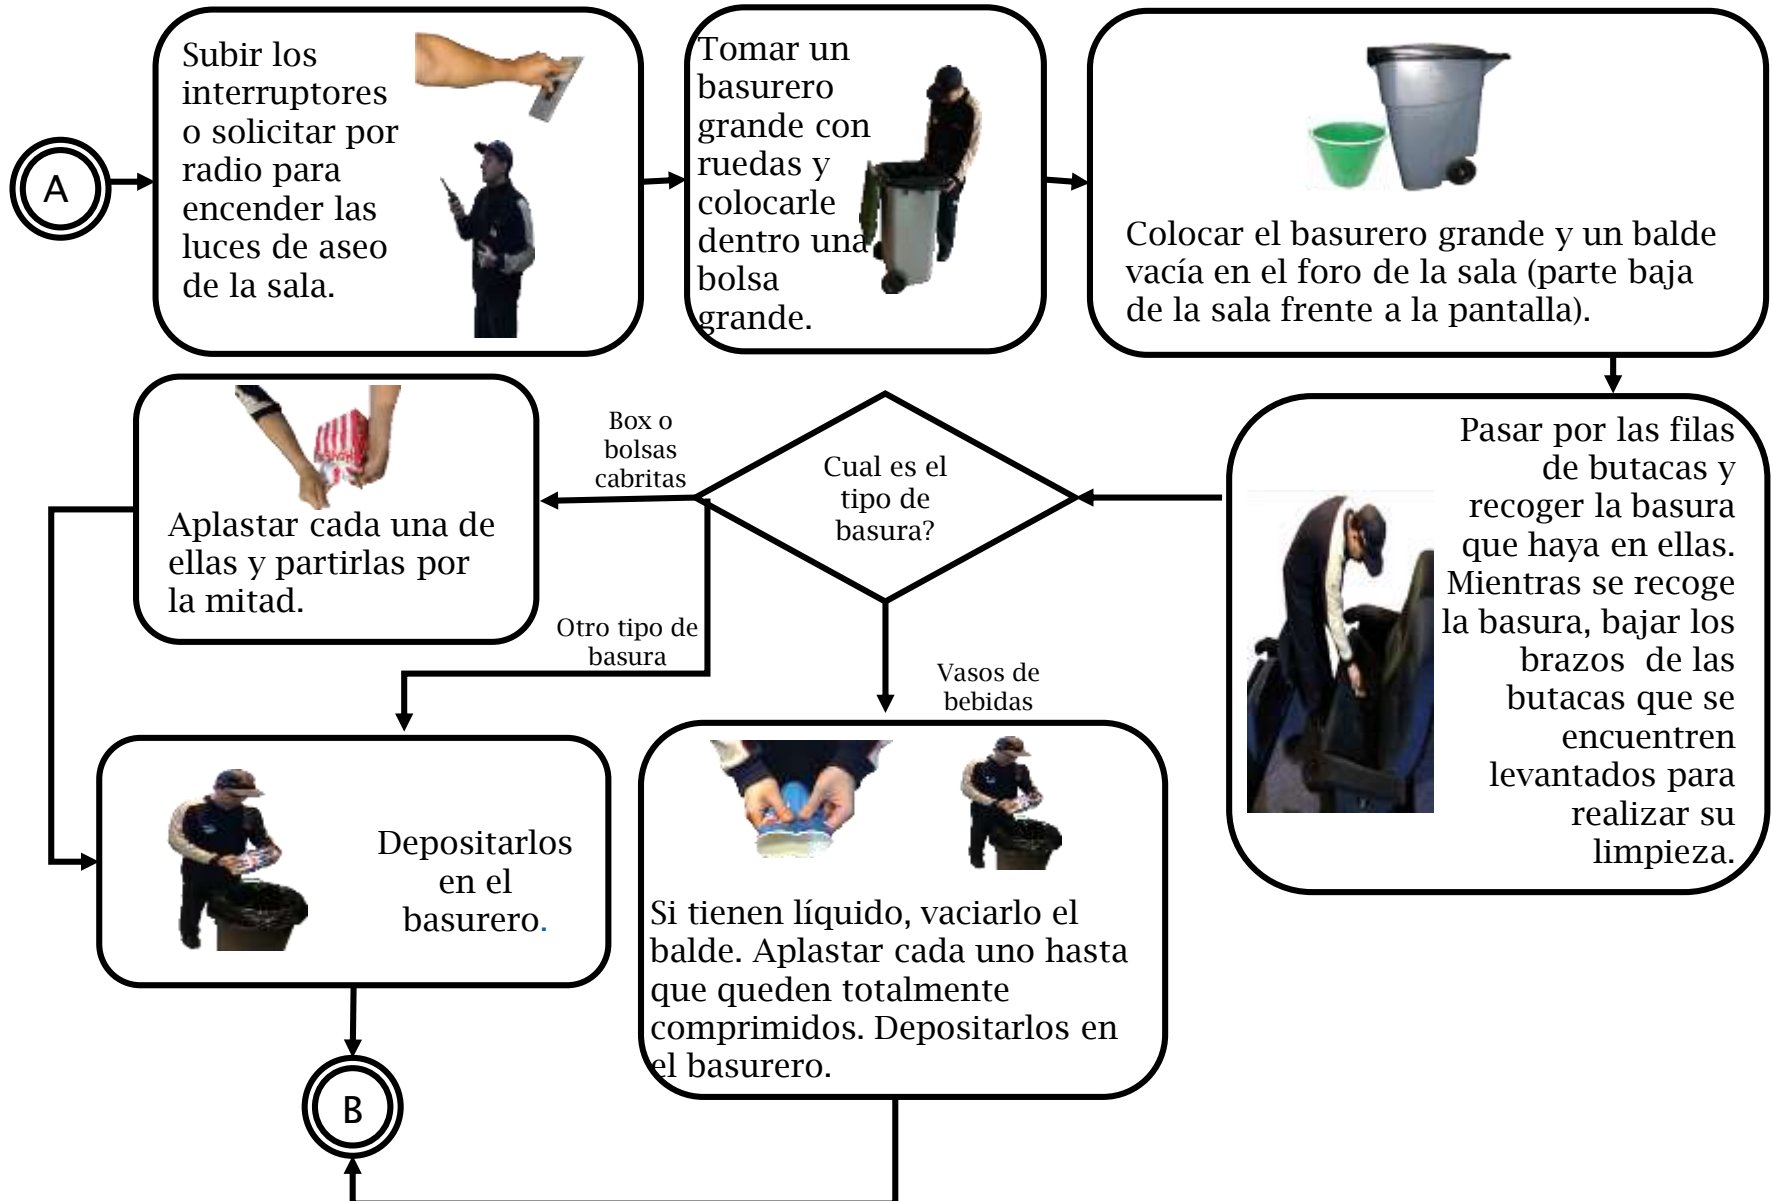 A
Subir los
interruptores
o solicitar por
radio para
encender las
luces de aseo
de la sala.
Tomar un
basurero
grande con
ruedas y
colocarle
dentro una
bolsa
grande.
Colocar el basurero grande y un balde
vacía en el foro de la sala (parte baja
de la sala frente a la pantalla).
Pasar por las filas
de butacas y
recoger la basura
que haya en ellas.
Mientras se recoge
la basura, bajar los
brazos de las
butacas que se
encuentren
levantados para
realizar su
limpieza.
Cual es el
tipo de
basura?
Box o
bolsas
cabritas
Aplastar cada una de
ellas y partirlas por
la mitad.
Otro tipo de
basura
Vasos de
bebidas
Depositarlos
en el
basurero.
Si tienen líquido, vaciarlo el
balde. Aplastar cada uno hasta
que queden totalmente
comprimidos. Depositarlos en
el basurero.
B